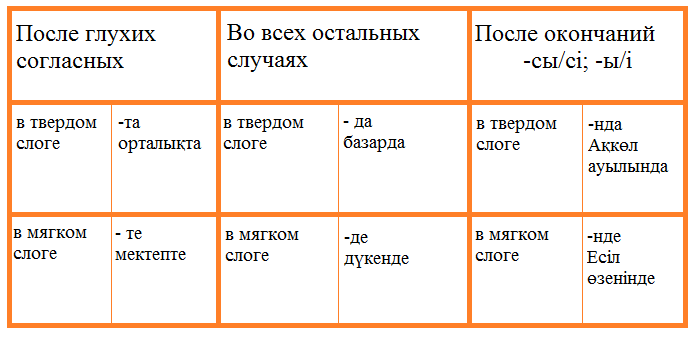 После глухих
согласных
Во всех остальных
случаях
После окончаний
-сы/сі; -ы/і
в твердом
слоге
-та
орталықта
в твердом
слоге
- да
базарда
в твердом
слоге
-нда
Ақкөл
ауылында
в мягком
слоге
- те
мектепте
в мягком
слоге
-де
дүкенде
в мягком
слоге
-нде
Есіл
өзенінде